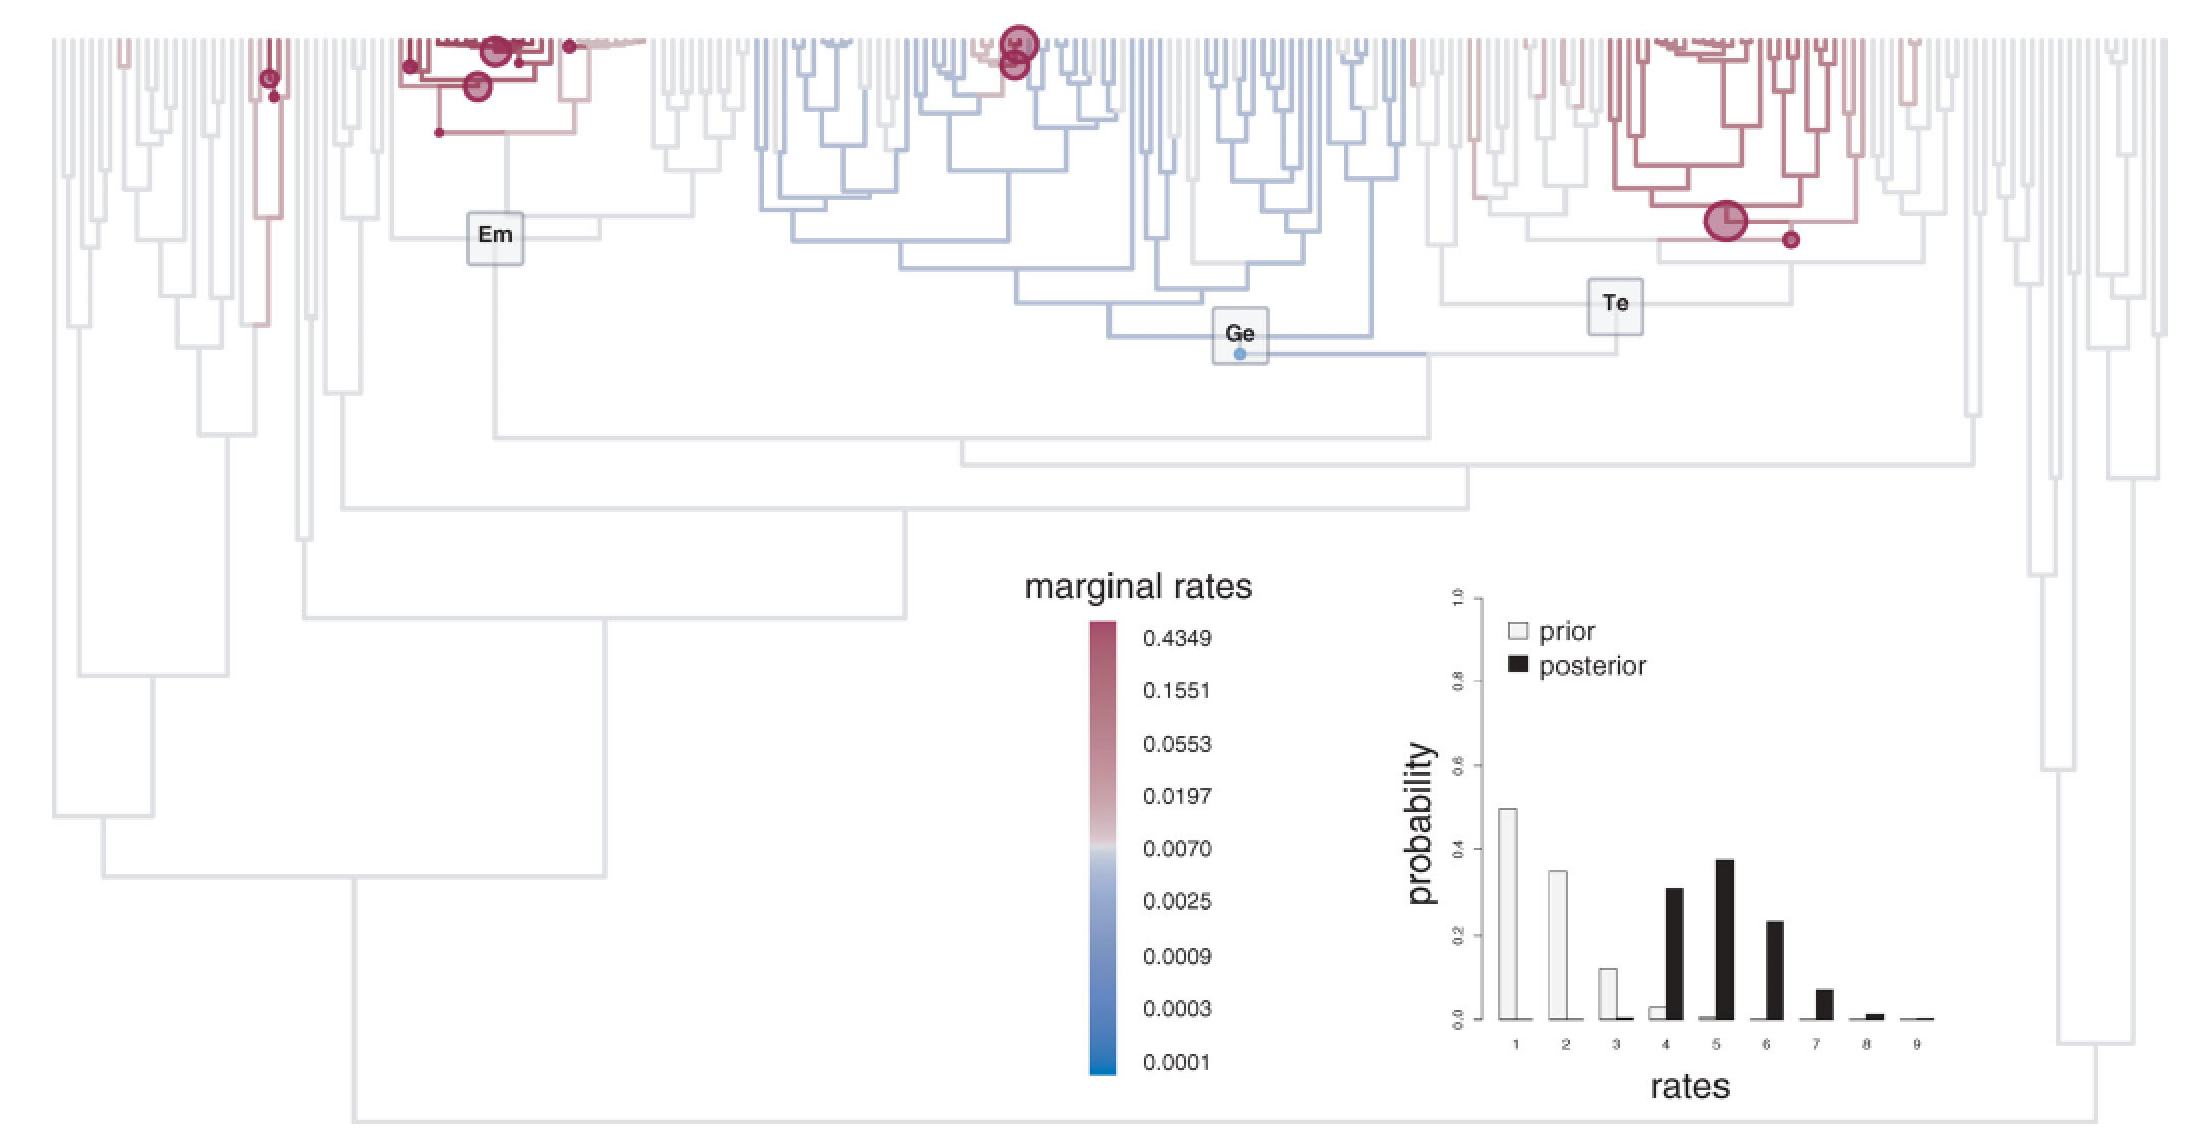 Em
Te
Ge
marginal rates
0.4349
0.1551
0.0553
0.0197
0.0070
0.0025
0.0009
0.0003
0.0001
prior
posterior
probability
1.0
0.8
0.6
0.4
0.2
0.0
1 2 3 4 5 6 7 8 9
rates